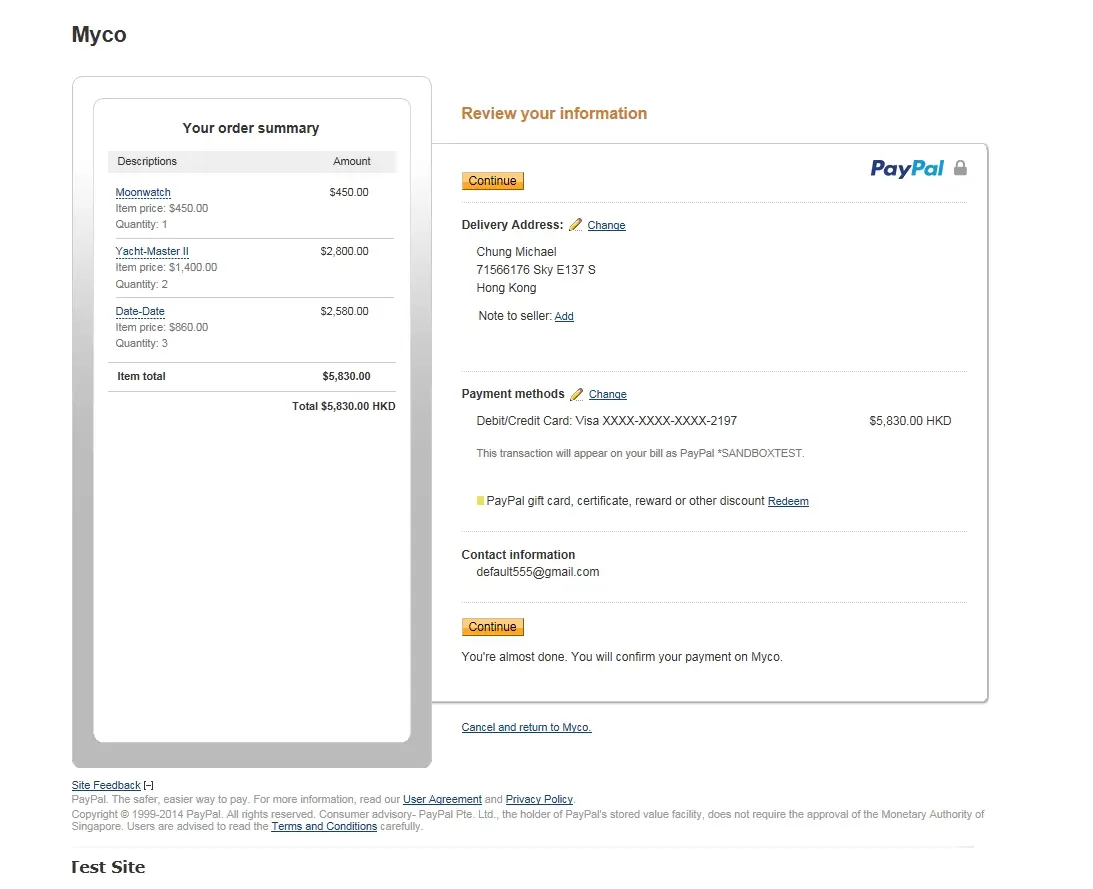 Myco
Your order summary
Descriptions Amount
Moonwatch $450.00
Item price: $450.00
Quantity: 1
Yacht-Master II $2,800.00
Item price: $1,400.00
Quantity: 2
Date-Date $2,580.00
Item price: $860.00
Quantity: 3
Item total $5,830.00
Total $5,830.00 HKD
Review your information
PayPal
Continue
Delivery Address: Change
Chung Michael
71566176 Sky E137 S
Hong Kong
Note to seller: Add
Payment methods Change
Debit/Credit Card: Visa XXXX-XXXX-XXXX-2197 $5,830.00 HKD
This transaction will appear on your bill as PayPal *SANDBOXTEST.
PayPal gift card, certificate, reward or other discount Redeem
Contact information
default555@gmail.com
Continue
You're almost done. You will confirm your payment on Myco.
Cancel and return to Myco.
Site Feedback [-]
PayPal. The safer, easier way to pay. For more information, read our User Agreement and Privacy Policy.
Copyright © 1999-2014 PayPal. All rights reserved. Consumer advisory- PayPal Pte. Ltd., the holder of PayPal's stored value facility, does not require the approval of the Monetary Authority of
Singapore. Users are advised to read the Terms and Conditions carefully.
Test Site